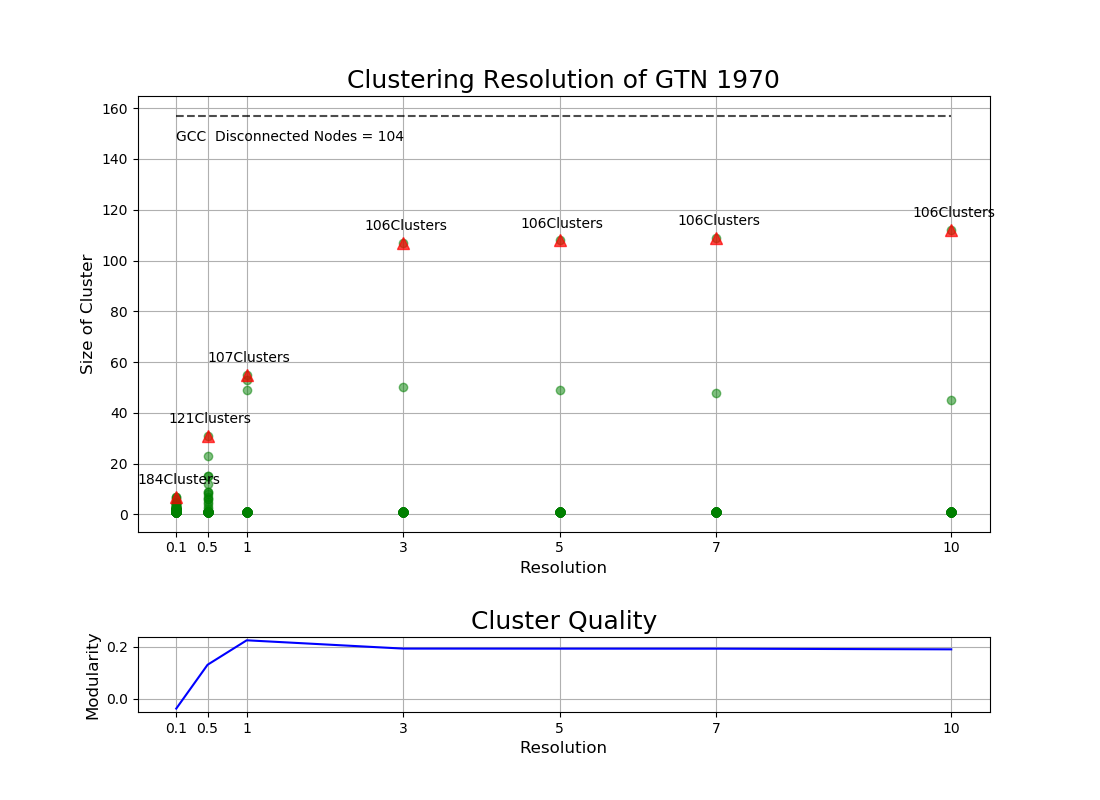 Clustering Resolution of GTN 1970
160
GCC  Disconnected Nodes = 104
140
120
106Clusters
106Clusters
106Clusters
106Clusters
100
80
Size of Cluster
60
107Clusters
40
121Clusters
20
184Clusters
0
0.1 0.5 1 3 5 7 10
Resolution
Cluster Quality
0.2
Modularity
0.0
0.1 0.5 1 3 5 7 10
Resolution